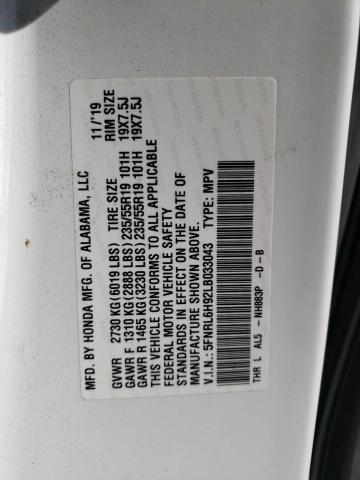 MFD. BY HONDA MFG. OF ALABAMA, LLC 11/'19
GVWR 2730 KG(6019 LBS) TIRE SIZE RIM SIZE
GAWR F 1310 KG(2888 LBS)235/55R19 101H 19X7.5J
GAWR R 1465 KG(3230 LBS)235/55R19 101H 19X7.5J
THIS VEHICLE CONFORMS TO ALL APPLICABLE
FEDERAL MOTOR VEHICLE SAFETY
STANDARDS IN EFFECT ON THE DATE OF
MANUFACTURE SHOWN ABOVE.
V.I.N.: 5FNRL6H92LB033043 TYPE: MPV
THR L AL5 - NH883P - D - B